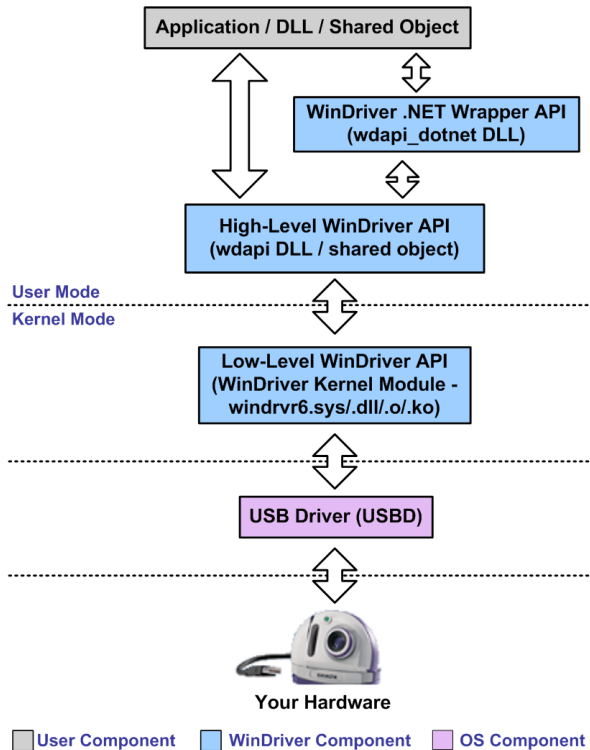 Application / DLL / Shared Object
WinDriver .NET Wrapper API
(wdapi_dotnet DLL)
High-Level WinDriver API
(wdapi DLL / shared object)
User Mode
Kernel Mode
Low-Level WinDriver API
(WinDriver Kernel Module -
windrvr6.sys/.dll/.o/.ko)
USB Driver (USBD)
Your Hardware
User Component
WinDriver Component
OS Component